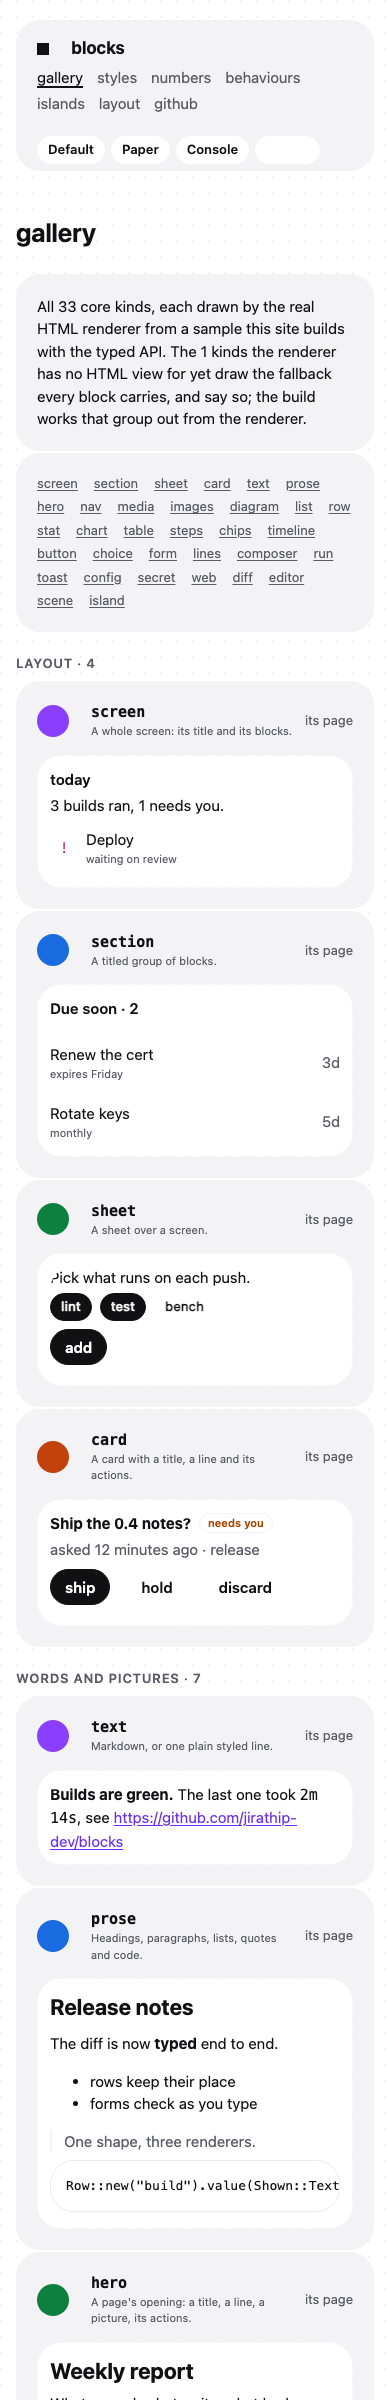 blocks
gallery styles numbers behaviours
islands layout github
Default Paper Console
gallery
All 33 core kinds, each drawn by the real
HTML renderer from a sample this site builds
with the typed API. The 1 kinds the renderer
has no HTML view for yet draw the fallback
every block carries, and say so; the build
works that group out from the renderer.
screen section sheet card text prose
hero nav media images diagram list row
stat chart table steps chips timeline
button choice form lines composer run
toast config secret web diff editor
scene island
LAYOUT · 4
screen
its page
A whole screen: its title and its blocks.
today
3 builds ran, 1 needs you.
! Deploy
waiting on review
section
its page
A titled group of blocks.
Due soon · 2
Renew the cert
expires Friday
3d
Rotate keys
monthly
5d
sheet
its page
A sheet over a screen.
Pick what runs on each push.
lint test bench
add
card
its page
A card with a title, a line and its
actions.
Ship the 0.4 notes? needs you
asked 12 minutes ago · release
ship hold discard
WORDS AND PICTURES · 7
text
its page
Markdown, or one plain styled line.
Builds are green. The last one took 2m
14s, see https://github.com/jirathip-
dev/blocks
prose
its page
Headings, paragraphs, lists, quotes
and code.
Release notes
The diff is now typed end to end.
• rows keep their place
• forms check as you type
One shape, three renderers.
Row::new("build").value(Shown::Text
hero
its page
A page's opening: a title, a line, a
picture, its actions.
Weekly report